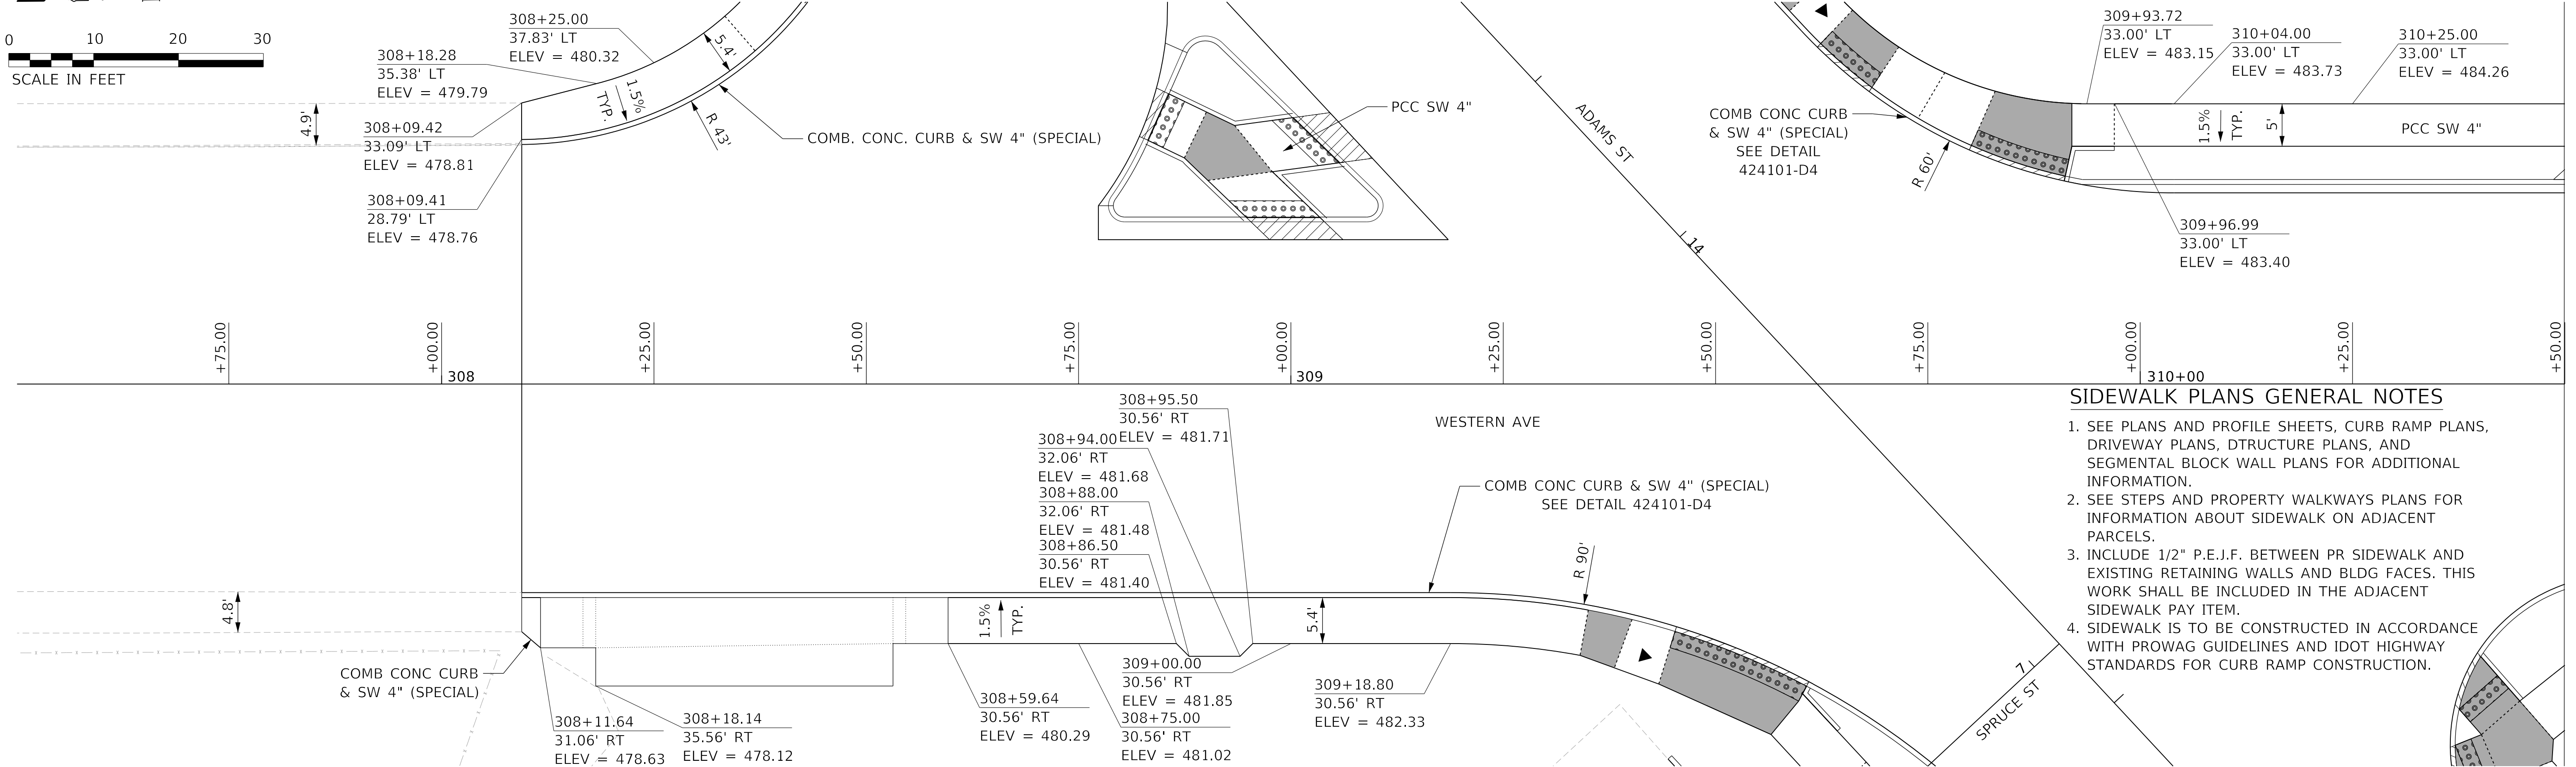 0 10 20 30
SCALE IN FEET
308+25.00
37.83' LT
ELEV = 480.32
308+18.28
35.38' LT
ELEV = 479.79
308+09.42
33.09' LT
ELEV = 478.81
308+09.41
28.79' LT
ELEV = 478.76
4.9'
5.4'
1.5%
TYP.
R 43'
COMB. CONC. CURB & SW 4" (SPECIAL)
PCC SW 4"
ADAMS ST
14
COMB CONC CURB
& SW 4" (SPECIAL)
SEE DETAIL
424101-D4
R 60'
309+93.72
33.00' LT
ELEV = 483.15
310+04.00
33.00' LT
ELEV = 483.73
310+25.00
33.00' LT
ELEV = 484.26
1.5%
TYP.
5'
PCC SW 4"
309+96.99
33.00' LT
ELEV = 483.40
+75.00
+00.00
+25.00
+50.00
+75.00
+00.00
+25.00
+50.00
+75.00
+00.00
+25.00
+50.00
308
309
310+00
WESTERN AVE
308+95.50
30.56' RT
ELEV = 481.71
308+94.00
32.06' RT
ELEV = 481.68
308+88.00
32.06' RT
ELEV = 481.48
308+86.50
30.56' RT
ELEV = 481.40
COMB CONC CURB & SW 4" (SPECIAL)
SEE DETAIL 424101-D4
R 90'
4.8'
1.5%
TYP.
5.4'
COMB CONC CURB
& SW 4" (SPECIAL)
308+11.64
31.06' RT
ELEV = 478.63
308+18.14
35.56' RT
ELEV = 478.12
308+59.64
30.56' RT
ELEV = 480.29
309+00.00
30.56' RT
ELEV = 481.85
308+75.00
30.56' RT
ELEV = 481.02
309+18.80
30.56' RT
ELEV = 482.33
7
SPRUCE ST
SIDEWALK PLANS GENERAL NOTES
1. SEE PLANS AND PROFILE SHEETS, CURB RAMP PLANS,
DRIVEWAY PLANS, DTRUCTURE PLANS, AND
SEGMENTAL BLOCK WALL PLANS FOR ADDITIONAL
INFORMATION.
2. SEE STEPS AND PROPERTY WALKWAYS PLANS FOR
INFORMATION ABOUT SIDEWALK ON ADJACENT
PARCELS.
3. INCLUDE 1/2" P.E.J.F. BETWEEN PR SIDEWALK AND
EXISTING RETAINING WALLS AND BLDG FACES. THIS
WORK SHALL BE INCLUDED IN THE ADJACENT
SIDEWALK PAY ITEM.
4. SIDEWALK IS TO BE CONSTRUCTED IN ACCORDANCE
WITH PROWAG GUIDELINES AND IDOT HIGHWAY
STANDARDS FOR CURB RAMP CONSTRUCTION.